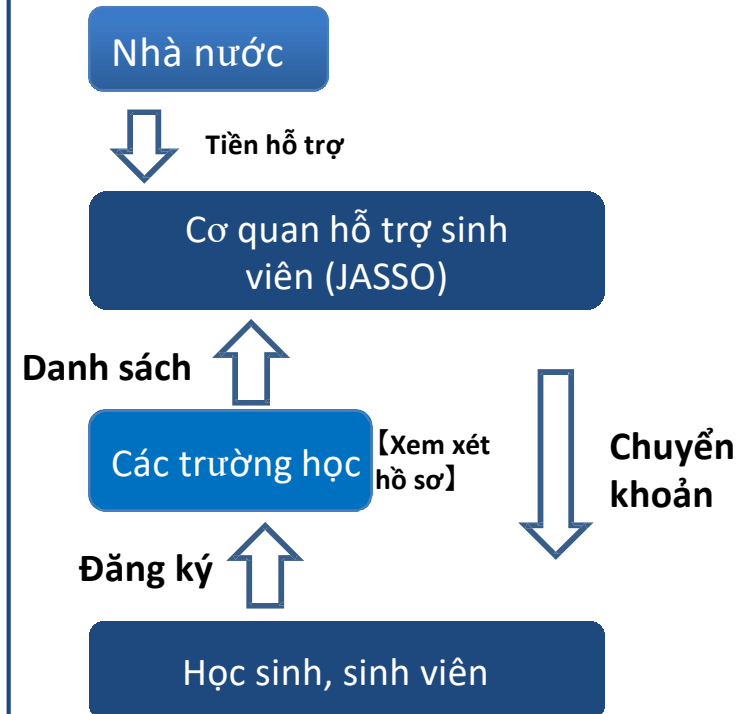 Nhà nước
Tiền hỗ trợ
Cơ quan hỗ trợ sinh
viên (JASSO)
Danh sách
Các trường học
【Xem xét
hồ sơ】
Chuyển
khoản
Đăng ký
Học sinh, sinh viên